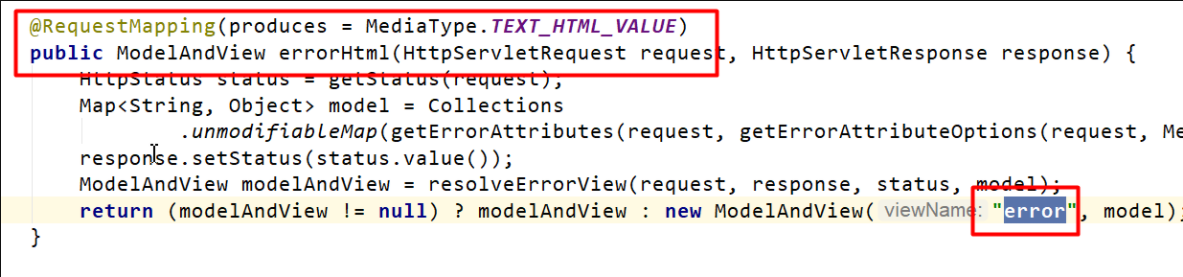 @RequestMapping(produces = MediaType.TEXT_HTML_VALUE)
public ModelAndView errorHtml(HttpServletRequest request, HttpServletResponse response) {
HttpStatus status = getStatus(request);
Map<String, Object> model = Collections
.unmodifiableMap(getErrorAttributes(request, getErrorAttributeOptions(request, Me
response.setStatus(status.value());
ModelAndView modelAndView = resolveErrorView(request, response, status, model);
return (modelAndView != null) ? modelAndView : new ModelAndView( viewName: "error", model);
}